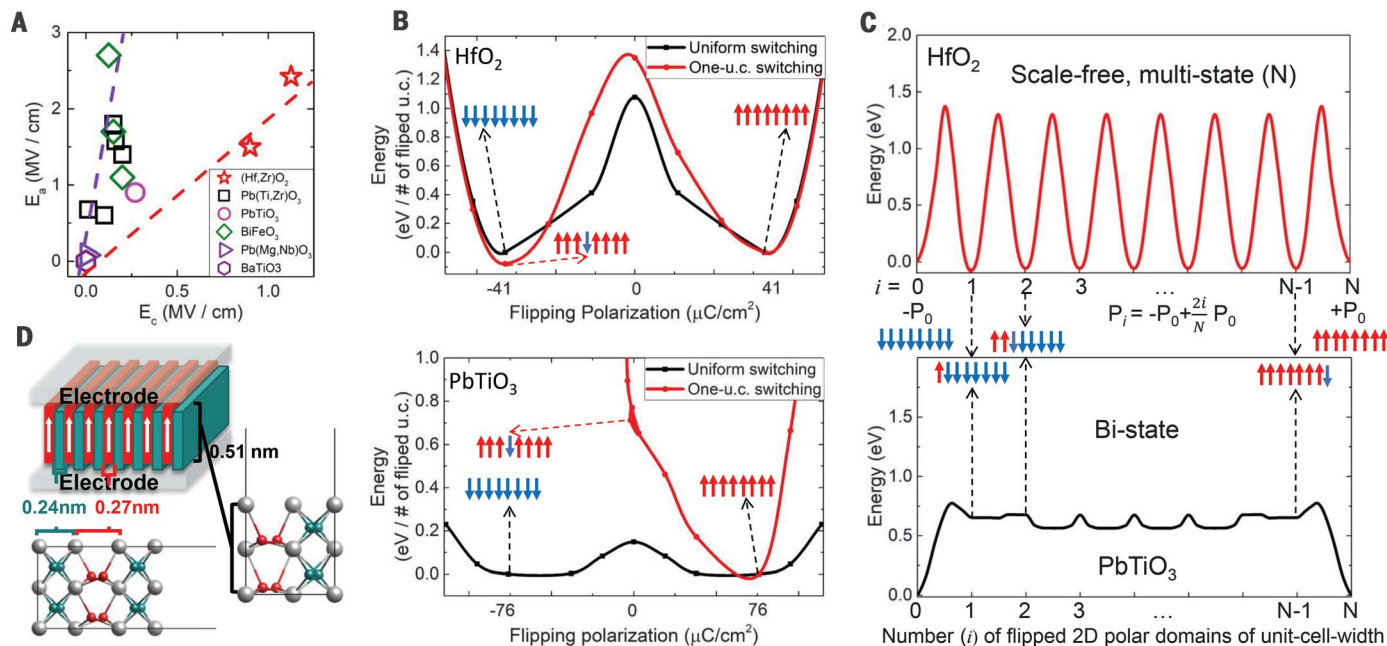 A
E_a (MV / cm)
3
2
1
0
0.0
0.5
1.0
E_c (MV / cm)
(Hf,Zr)O₂
Pb(Ti,Zr)O₃
PbTiO₃
BiFeO₃
Pb(Mg,Nb)O₃
BaTiO3
B
HfO₂
Energy
(eV / # of fliped u.c.)
1.4
1.2
1.0
0.8
0.6
0.4
0.2
0.0
Uniform switching
One-u.c. switching
-41
0
41
Flipping Polarization (μC/cm²)
PbTiO₃
Energy
(eV / # of fliped u.c.)
1.0
0.8
0.6
0.4
0.2
0.0
Uniform switching
One-u.c. switching
-76
0
76
Flipping polarization (μC/cm²)
C
HfO₂
Scale-free, multi-state (N)
Energy (eV)
2.0
1.5
1.0
0.5
0.0
i = 0 1 2 3 ... N-1 N
-P₀
P_i = -P₀+2i/N P₀
+P₀
Bi-state
Energy (eV)
1.5
1.0
0.5
0.0
PbTiO₃
0 1 2 3 ... N-1 N
Number (i) of flipped 2D polar domains of unit-cell-width
D
Electrode
0.51 nm
Electrode
0.24nm
0.27nm